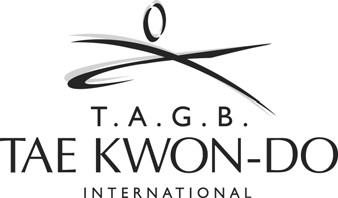 T.A.G.B.
TAE KWON-DO
INTERNATIONAL